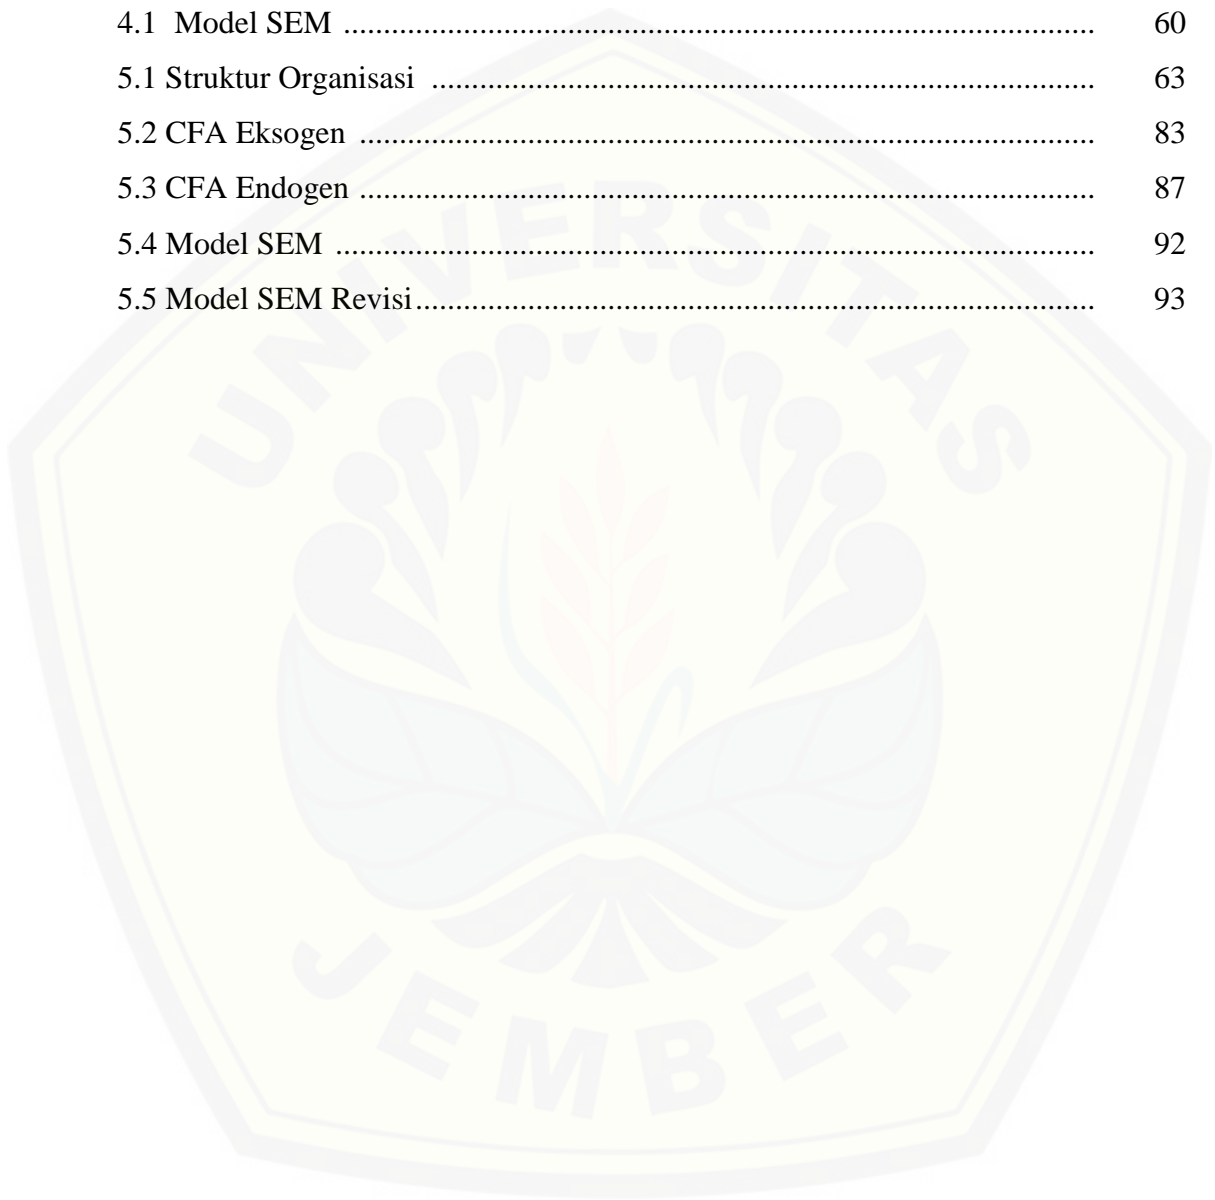 4.1 Model SEM ............................................................................................. 60
5.1 Struktur Organisasi .................................................................................. 63
5.2 CFA Eksogen ........................................................................................... 83
5.3 CFA Endogen ........................................................................................... 87
5.4 Model SEM .............................................................................................. 92
5.5 Model SEM Revisi .................................................................................... 93
UNIVERSITAS
JEMBER